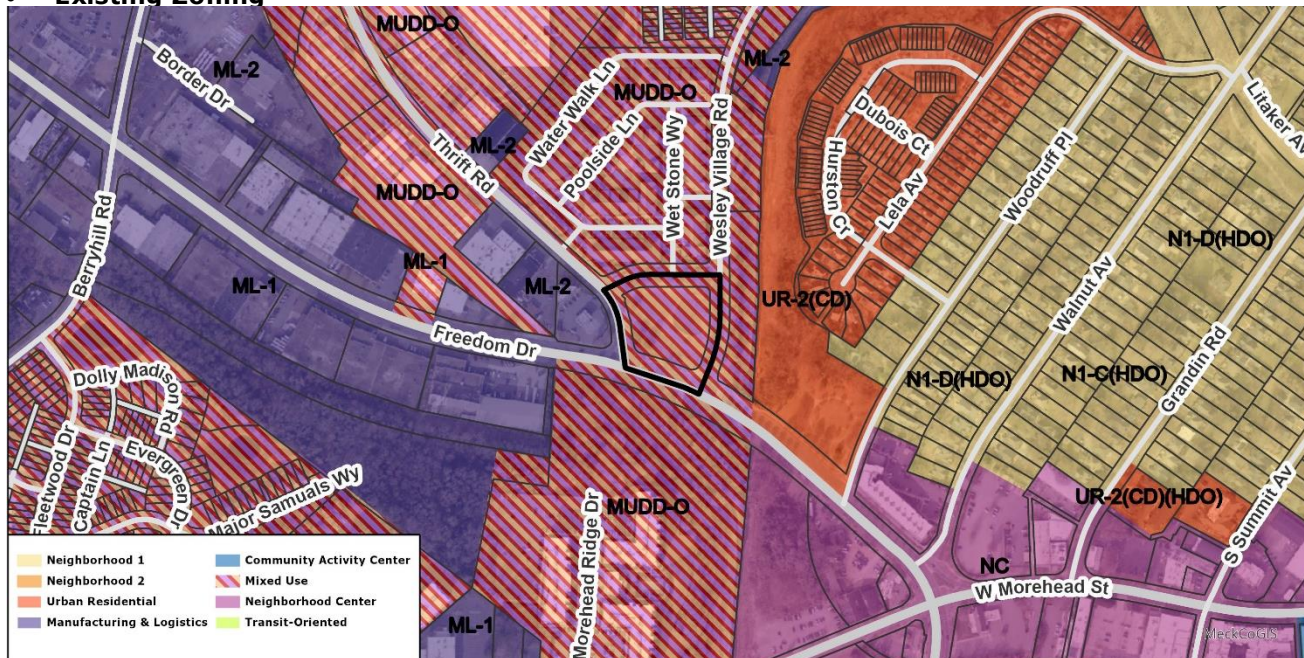 Existing Zoning
MUDD-O
ML-2
Border Dr
Berryhill Rd
Thrift Rd
Water Walk Ln
MUDD-O
Poolside Ln
ML-2
Wet Stone Wy
Wesley Village Rd
ML-2
Dubois Ct
Hurston Cr
Lela Av
Woodruff Pl
Litaker Av
MUDD-O
N1-D(HDO)
Walnut Av
ML-1
ML-1
ML-2
UR-2(CD)
Freedom Dr
N1-D(HDO)
N1-C(HDO)
Grandin Rd
Dolly Madison Rd
Fleetwood Dr
Captain Ln
Evergreen Dr
Major Samuals Wy
MUDD-O
Morehead Ridge Dr
UR-2(CD)(HDO)
S Summit Av
NC
W Morehead St
ML-1
Neighborhood 1
Neighborhood 2
Urban Residential
Manufacturing & Logistics
Community Activity Center
Mixed Use
Neighborhood Center
Transit-Oriented
MeckCoGIS